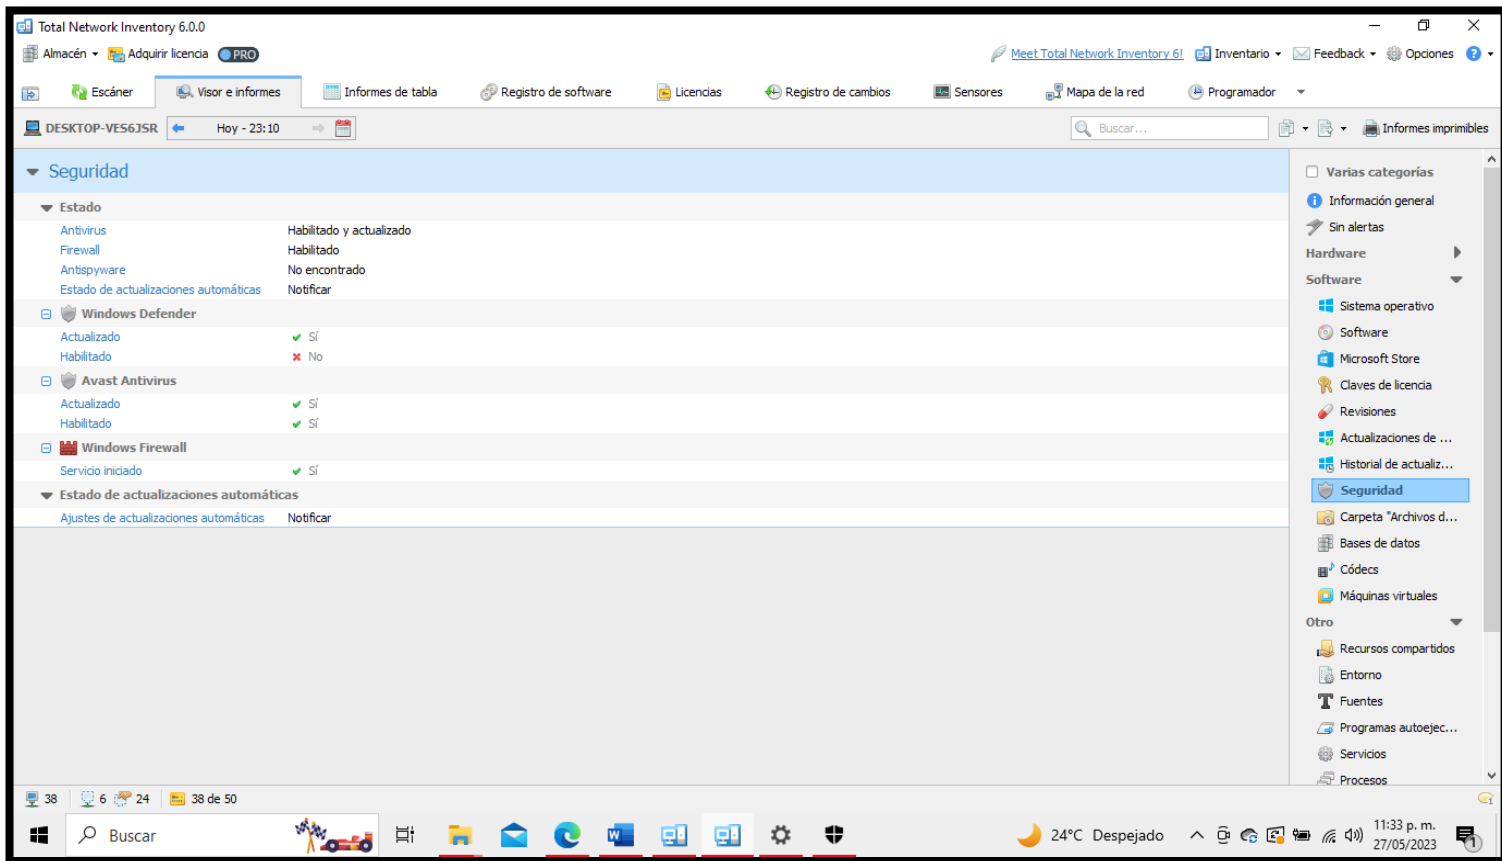 Total Network Inventory 6.0.0
Almacén Adquirir licencia PRO Meet Total Network Inventory 6! Inventario Feedback Opciones ?
Escáner Visor e informes Informes de tabla Registro de software Licencias Registro de cambios Sensores Mapa de la red Programador
DESKTOP-VES6JSR Hoy - 23:10 Buscar... Informes imprimibles
Seguridad
Estado
Antivirus Habilitado y actualizado
Firewall Habilitado
Antispyware No encontrado
Estado de actualizaciones automáticas Notificar
Windows Defender
Actualizado Sí
Habilitado No
Avast Antivirus
Actualizado Sí
Habilitado Sí
Windows Firewall
Servicio iniciado Sí
Estado de actualizaciones automáticas
Ajustes de actualizaciones automáticas Notificar
Varias categorías
Información general
Sin alertas
Hardware
Software
Sistema operativo
Software
Microsoft Store
Claves de licencia
Revisiones
Actualizaciones de ...
Historial de actualiz...
Seguridad
Carpeta "Archivos d...
Bases de datos
Códecs
Máquinas virtuales
Otro
Recursos compartidos
Entorno
Fuentes
Programas autoejec...
Servicios
Procesos
38 6 24 38 de 50
Buscar 24°C Despejado 11:33 p. m.
27/05/2023 1